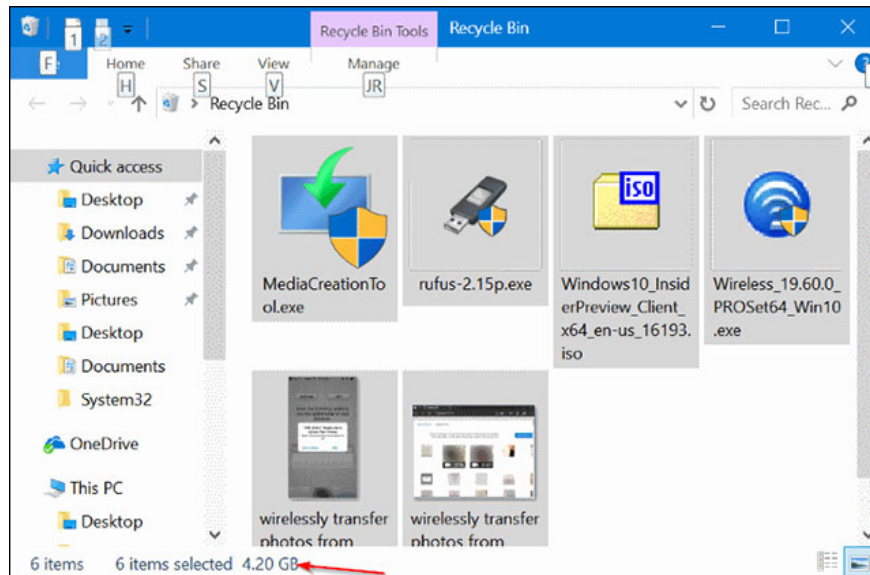 1
2
Recycle Bin Tools
Recycle Bin
F
Home
Share
View
Manage
H
S
V
JR
Recycle Bin
Search Rec...
Quick access
Desktop
Downloads
Documents
Pictures
Desktop
Documents
System32
OneDrive
This PC
Desktop
MediaCreationTo
ol.exe
rufus-2.15p.exe
iso
Windows10_Insid
erPreview_Client_
x64_en-us_16193.
iso
Wireless_19.60.0_
PROSet64_Win10
.exe
wirelessly transfer
photos from
wirelessly transfer
photos from
6 items
6 items selected 4.20 GB